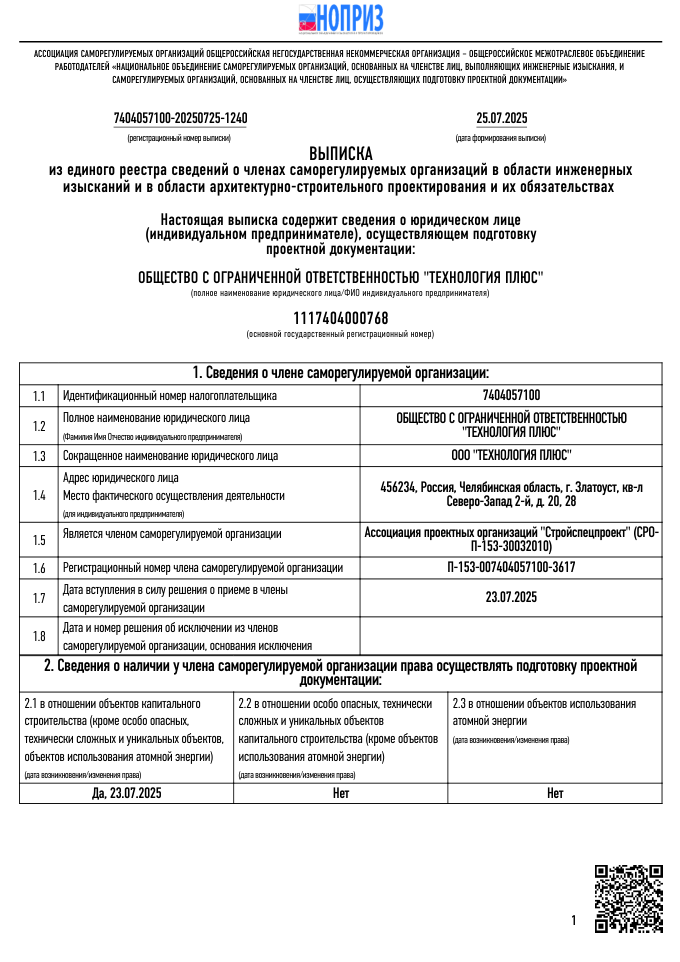 НОПРИЗ
АССОЦИАЦИЯ САМОРЕГУЛИРУЕМЫХ ОРГАНИЗАЦИЙ ОБЩЕРОССИЙСКАЯ НЕГОСУДАРСТВЕННАЯ НЕКОММЕРЧЕСКАЯ ОРГАНИЗАЦИЯ – ОБЩЕРОССИЙСКОЕ МЕЖОТРАСЛЕВОЕ ОБЪЕДИНЕНИЕ
РАБОТОДАТЕЛЕЙ «НАЦИОНАЛЬНОЕ ОБЪЕДИНЕНИЕ САМОРЕГУЛИРУЕМЫХ ОРГАНИЗАЦИЙ, ОСНОВАННЫХ НА ЧЛЕНСТВЕ ЛИЦ, ВЫПОЛНЯЮЩИХ ИНЖЕНЕРНЫЕ ИЗЫСКАНИЯ, И
САМОРЕГУЛИРУЕМЫХ ОРГАНИЗАЦИЙ, ОСНОВАННЫХ НА ЧЛЕНСТВЕ ЛИЦ, ОСУЩЕСТВЛЯЮЩИХ ПОДГОТОВКУ ПРОЕКТНОЙ ДОКУМЕНТАЦИИ»
7404057100-20250725-1240 25.07.2025
(регистрационный номер выписки) (дата формирования выписки)
ВЫПИСКА
из единого реестра сведений о членах саморегулируемых организаций в области инженерных
изысканий и в области архитектурно-строительного проектирования и их обязательствах
Настоящая выписка содержит сведения о юридическом лице
(индивидуальном предпринимателе), осуществляющем подготовку
проектной документации:
ОБЩЕСТВО С ОГРАНИЧЕННОЙ ОТВЕТСТВЕННОСТЬЮ "ТЕХНОЛОГИЯ ПЛЮС"
(полное наименование юридического лица/ФИО индивидуального предпринимателя)
1117404000768
(основной государственный регистрационный номер)
1. Сведения о члене саморегулируемой организации:
1.1 Идентификационный номер налогоплательщика 7404057100
1.2 Полное наименование юридического лица
(Фамилия Имя Отчество индивидуального предпринимателя)
ОБЩЕСТВО С ОГРАНИЧЕННОЙ ОТВЕТСТВЕННОСТЬЮ
"ТЕХНОЛОГИЯ ПЛЮС"
1.3 Сокращенное наименование юридического лица ООО "ТЕХНОЛОГИЯ ПЛЮС"
1.4 Адрес юридического лица
Место фактического осуществления деятельности
(для индивидуального предпринимателя)
456234, Россия, Челябинская область, г. Златоуст, кв-л
Северо-Запад 2-й, д. 20, 28
1.5 Является членом саморегулируемой организации
Ассоциация проектных организаций "Стройспецпроект" (СРО-
П-153-30032010)
1.6 Регистрационный номер члена саморегулируемой организации П-153-007404057100-3617
1.7 Дата вступления в силу решения о приеме в члены
саморегулируемой организации
23.07.2025
1.8 Дата и номер решения об исключении из членов
саморегулируемой организации, основания исключения
2. Сведения о наличии у члена саморегулируемой организации права осуществлять подготовку проектной
документации:
2.1 в отношении объектов капитального
строительства (кроме особо опасных,
технически сложных и уникальных объектов,
объектов использования атомной энергии)
(дата возникновения/изменения права)
2.2 в отношении особо опасных, технически
сложных и уникальных объектов
капитального строительства (кроме объектов
использования атомной энергии)
(дата возникновения/изменения права)
2.3 в отношении объектов использования
атомной энергии
(дата возникновения/изменения права)
Да, 23.07.2025 Нет Нет
1